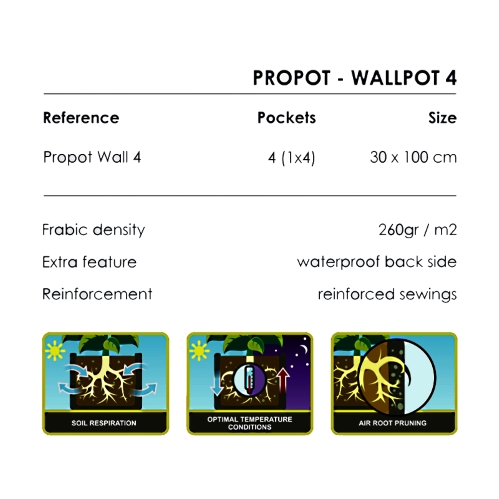 PROPOT - WALLPOT 4
Reference Pockets Size
Propot Wall 4 4 (1x4) 30 x 100 cm
Frabic density 260gr / m2
Extra feature waterproof back side
Reinforcement reinforced sewings
SOIL RESPIRATION
OPTIMAL TEMPERATURE
CONDITIONS
AIR ROOT PRUNING